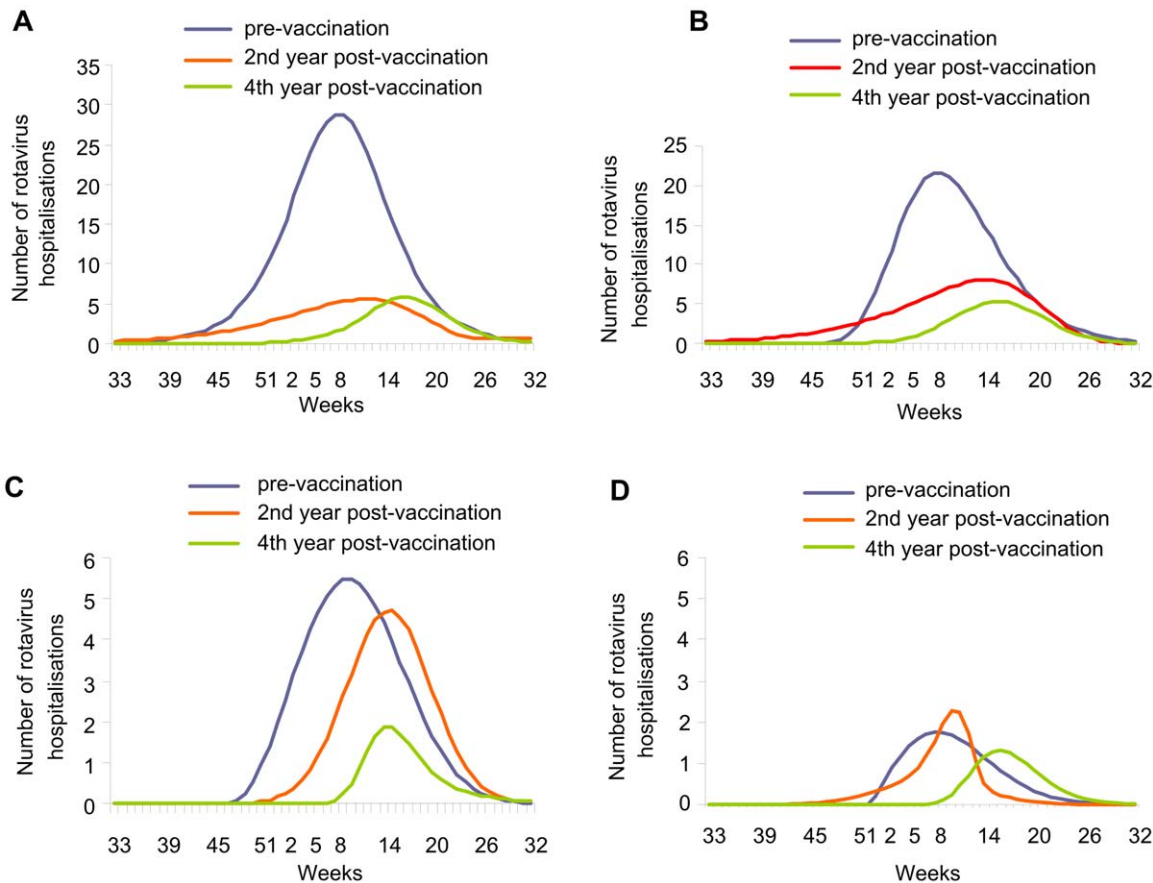 A
pre-vaccination
2nd year post-vaccination
4th year post-vaccination
Number of rotavirus
hospitalisations
35
30
25
20
15
10
5
0
33 39 45 51 2 5 8 14 20 26 32
Weeks
B
pre-vaccination
2nd year post-vaccination
4th year post-vaccination
Number of rotavirus
hospitalisations
25
20
15
10
5
0
33 39 45 51 2 5 8 14 20 26 32
Weeks
C
pre-vaccination
2nd year post-vaccination
4th year post-vaccination
Number of rotavirus
hospitalisations
6
5
4
3
2
1
0
33 39 45 51 2 5 8 14 20 26 32
Weeks
D
pre-vaccination
2nd year post-vaccination
4th year post-vaccination
Number of rotavirus
hospitalisations
6
5
4
3
2
1
0
33 39 45 51 2 5 8 14 20 26 32
Weeks